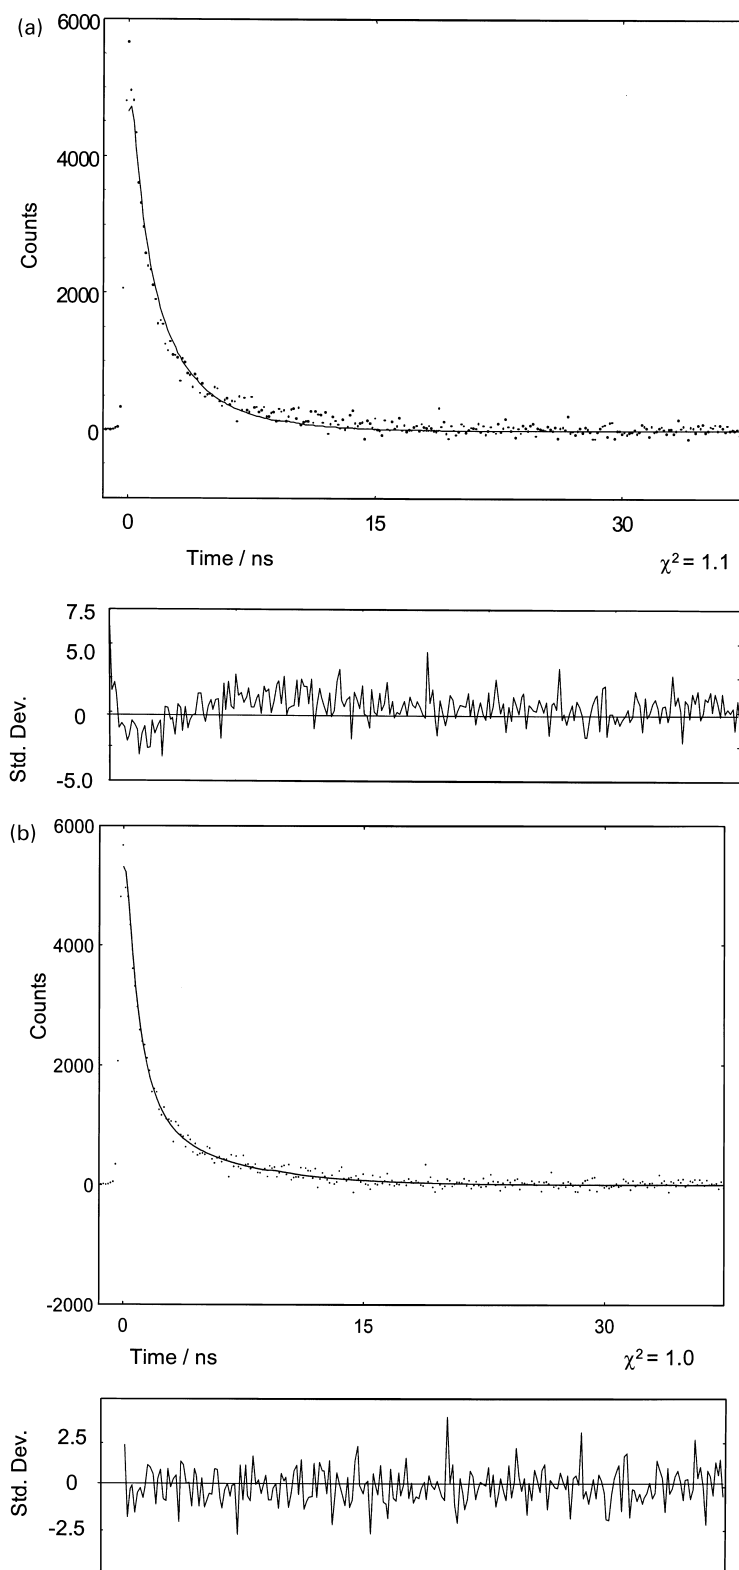 (a)
6000
4000
Counts
2000
0
0 15 30
Time / ns
χ² = 1.1
7.5
5.0
Std. Dev.
0
-5.0
(b)
6000
4000
Counts
2000
0
-2000
0 15 30
Time / ns
χ² = 1.0
2.5
Std. Dev.
0
-2.5